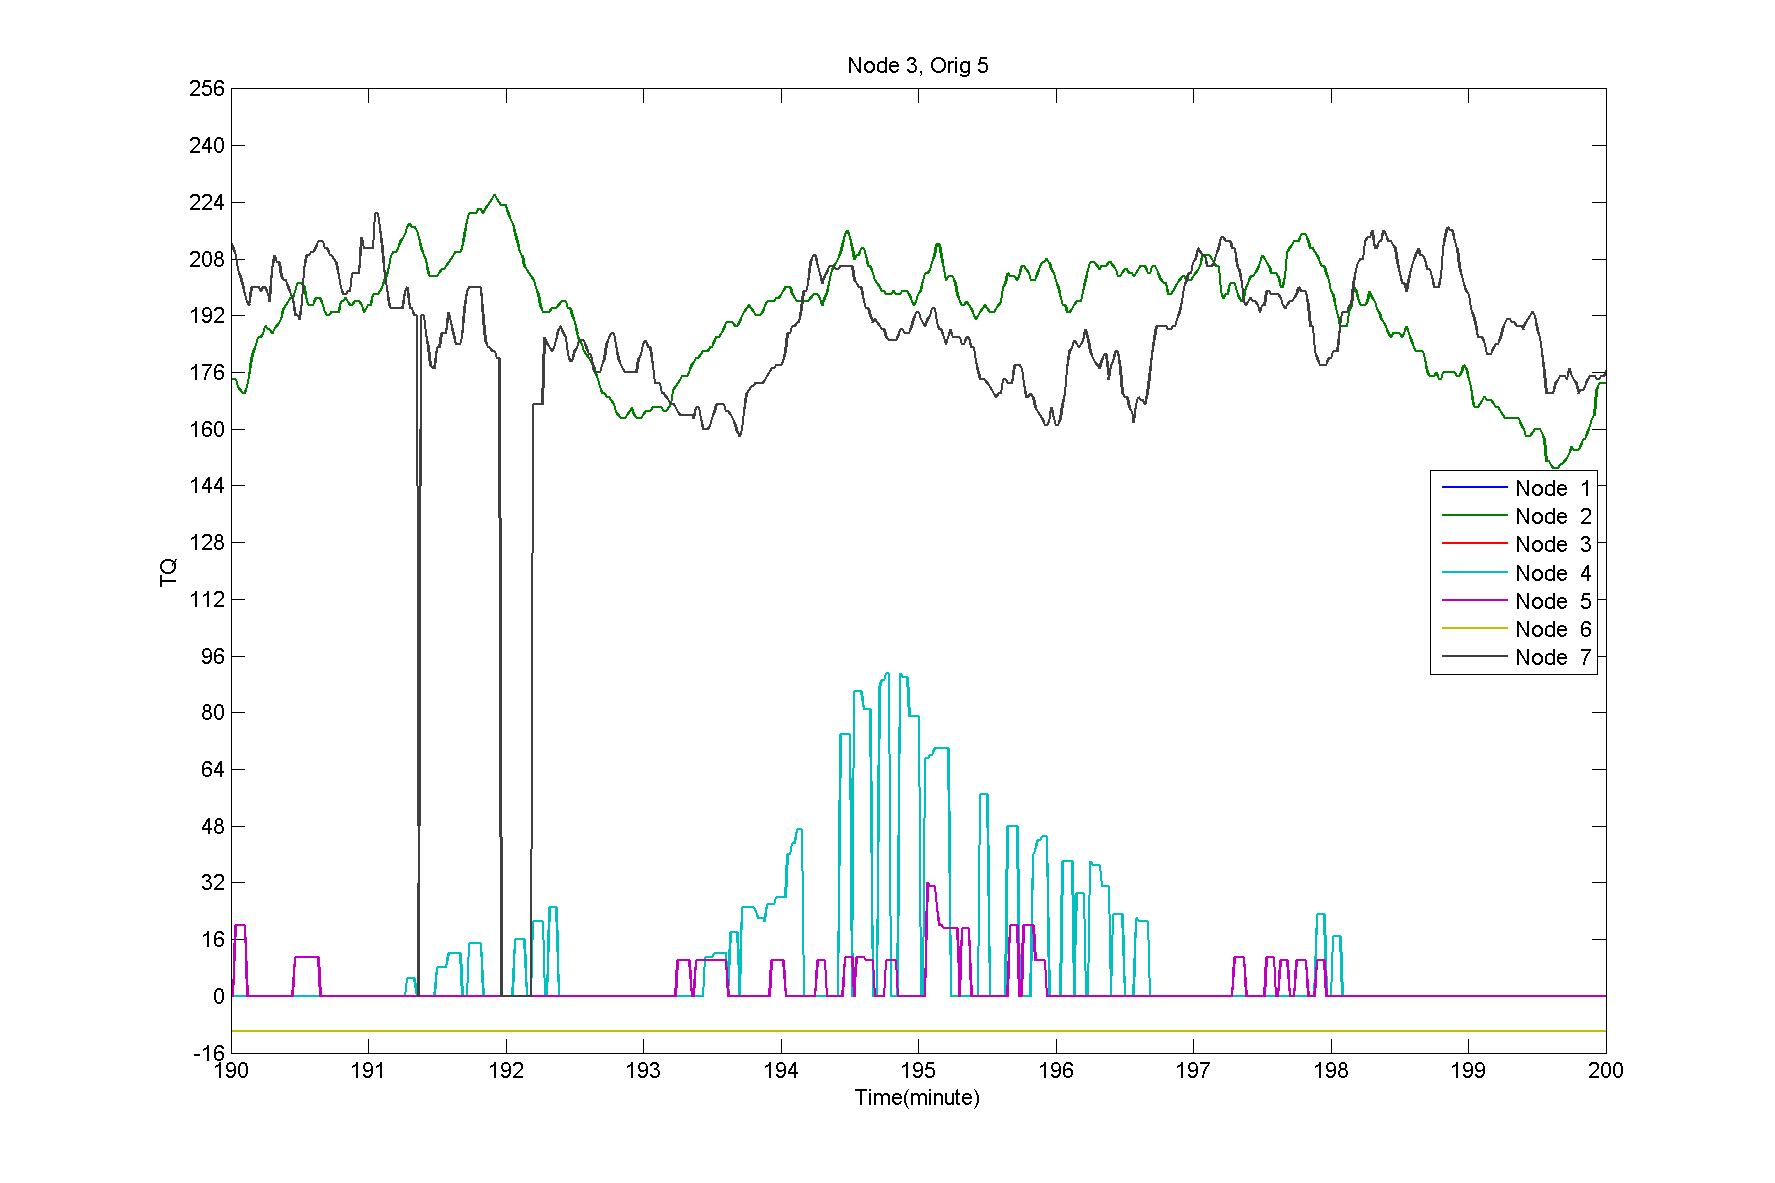 Node 3, Orig 5
256
240
224
208
192
176
160
144
128
112
96
80
64
48
32
16
0
-16
TQ
Node 1
Node 2
Node 3
Node 4
Node 5
Node 6
Node 7
190 191 192 193 194 195 196 197 198 199 200
Time(minute)